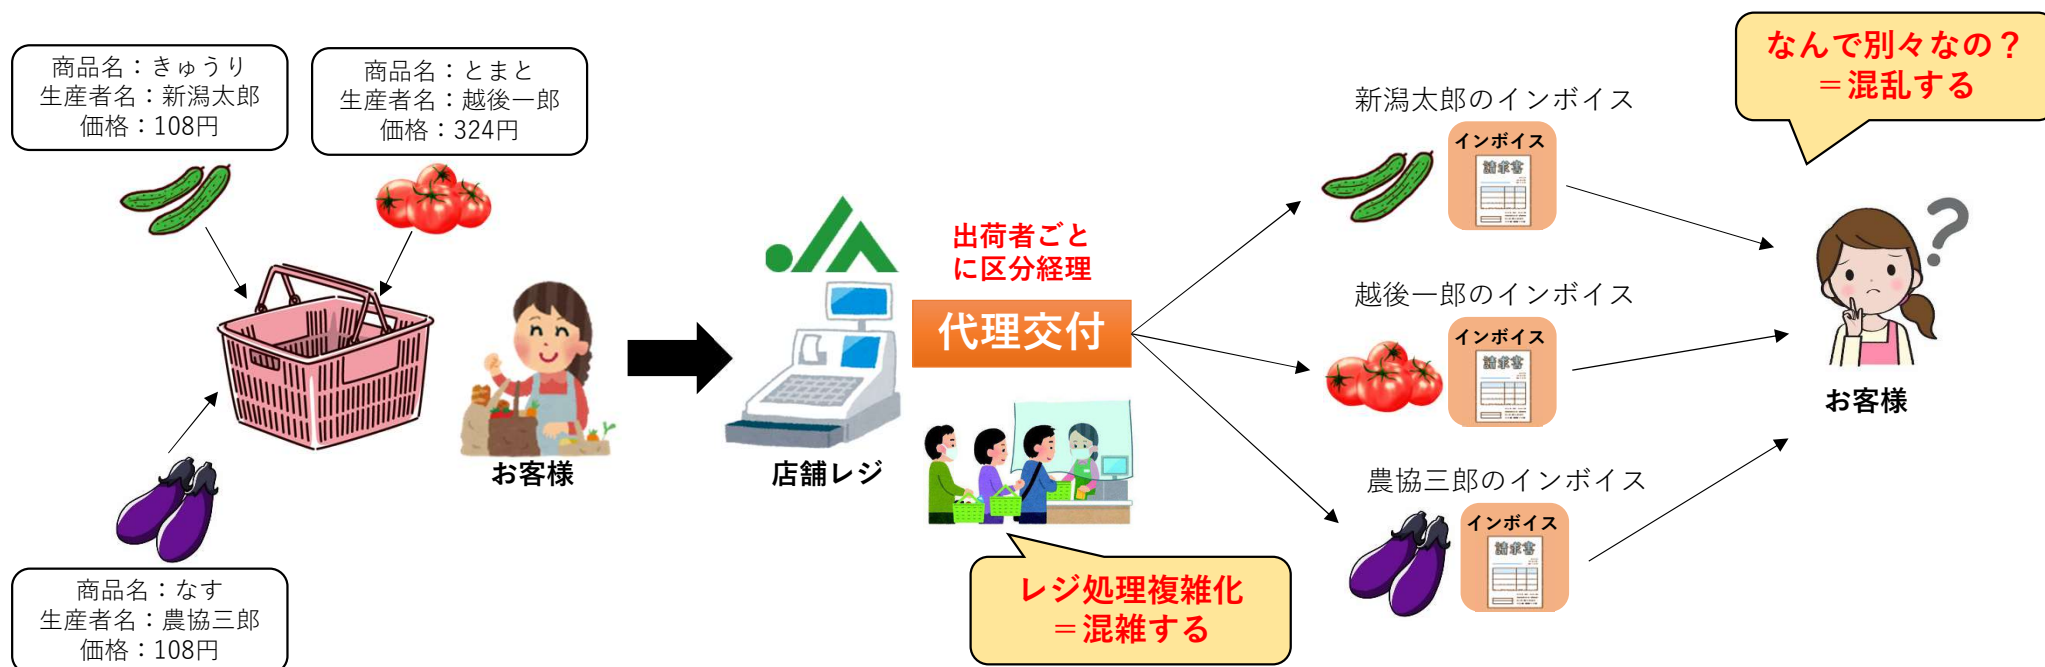 商品名：きゅうり
生産者名：新潟太郎
価格：108円
商品名：とまと
生産者名：越後一郎
価格：324円
商品名：なす
生産者名：農協三郎
価格：108円
お客様
店舗レジ
出荷者ごと
に区分経理
代理交付
レジ処理複雑化
＝混雑する
新潟太郎のインボイス
インボイス
請求書
越後一郎のインボイス
インボイス
請求書
農協三郎のインボイス
インボイス
請求書
なんで別々なの？
＝混乱する
お客様